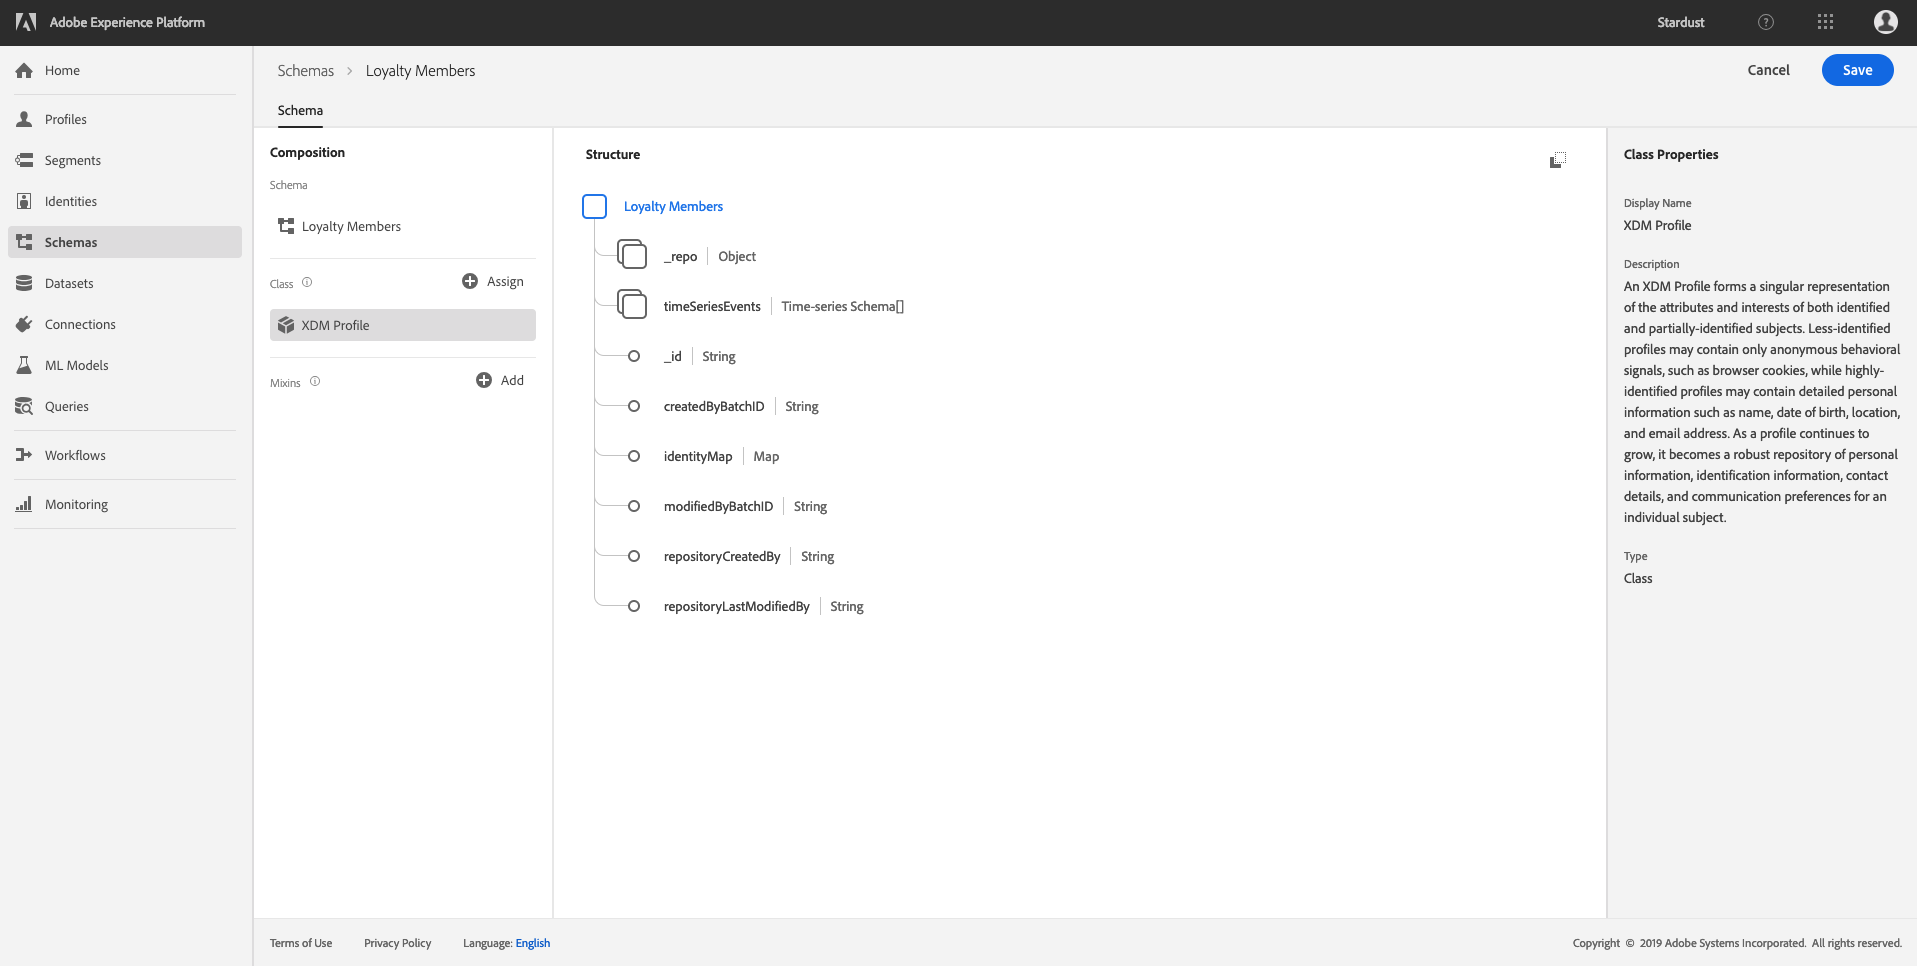 Adobe Experience Platform
Stardust
Home
Profiles
Segments
Identities
Schemas
Datasets
Connections
ML Models
Queries
Workflows
Monitoring
Schemas > Loyalty Members
Cancel
Save
Schema
Composition
Schema
Loyalty Members
Class
Assign
XDM Profile
Mixins
Add
Structure
Loyalty Members
_repo | Object
timeSeriesEvents | Time-series Schema[]
_id | String
createdByBatchID | String
identityMap | Map
modifiedByBatchID | String
repositoryCreatedBy | String
repositoryLastModifiedBy | String
Class Properties
Display Name
XDM Profile
Description
An XDM Profile forms a singular representation
of the attributes and interests of both identified
and partially-identified subjects. Less-identified
profiles may contain only anonymous behavioral
signals, such as browser cookies, while highly-
identified profiles may contain detailed personal
information such as name, date of birth, location,
and email address. As a profile continues to
grow, it becomes a robust repository of personal
information, identification information, contact
details, and communication preferences for an
individual subject.
Type
Class
Terms of Use
Privacy Policy
Language: English
Copyright © 2019 Adobe Systems Incorporated. All rights reserved.